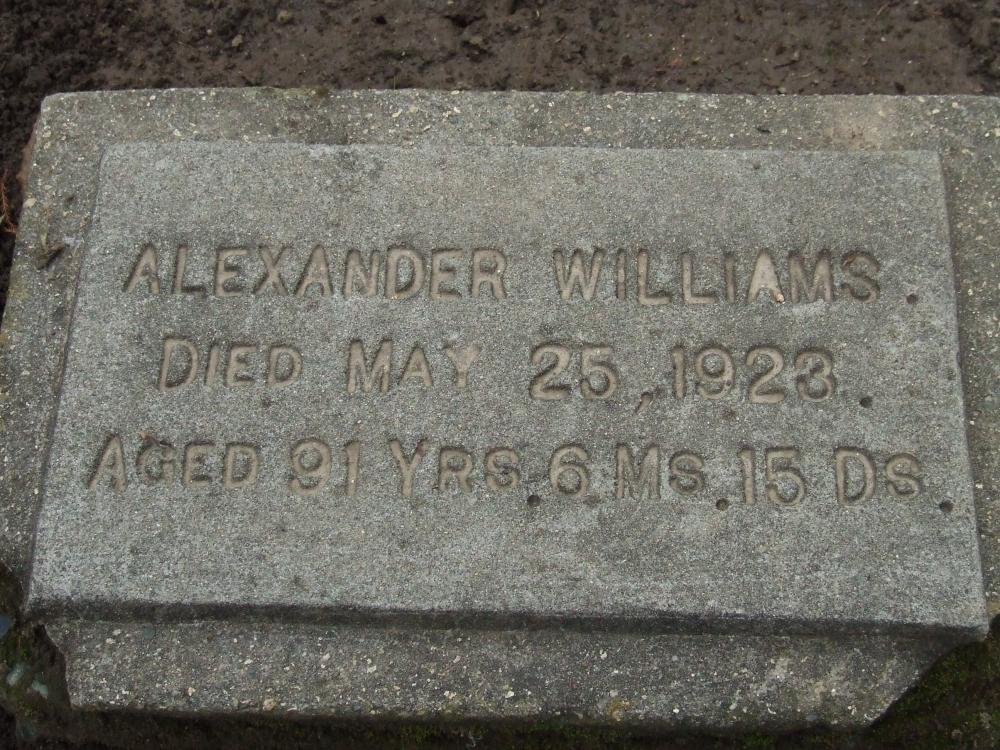 ALEXANDER WILLIAMS.
DIED MAY 25, 1923.
AGED 91 YRS. 6 MS. 15 DS.